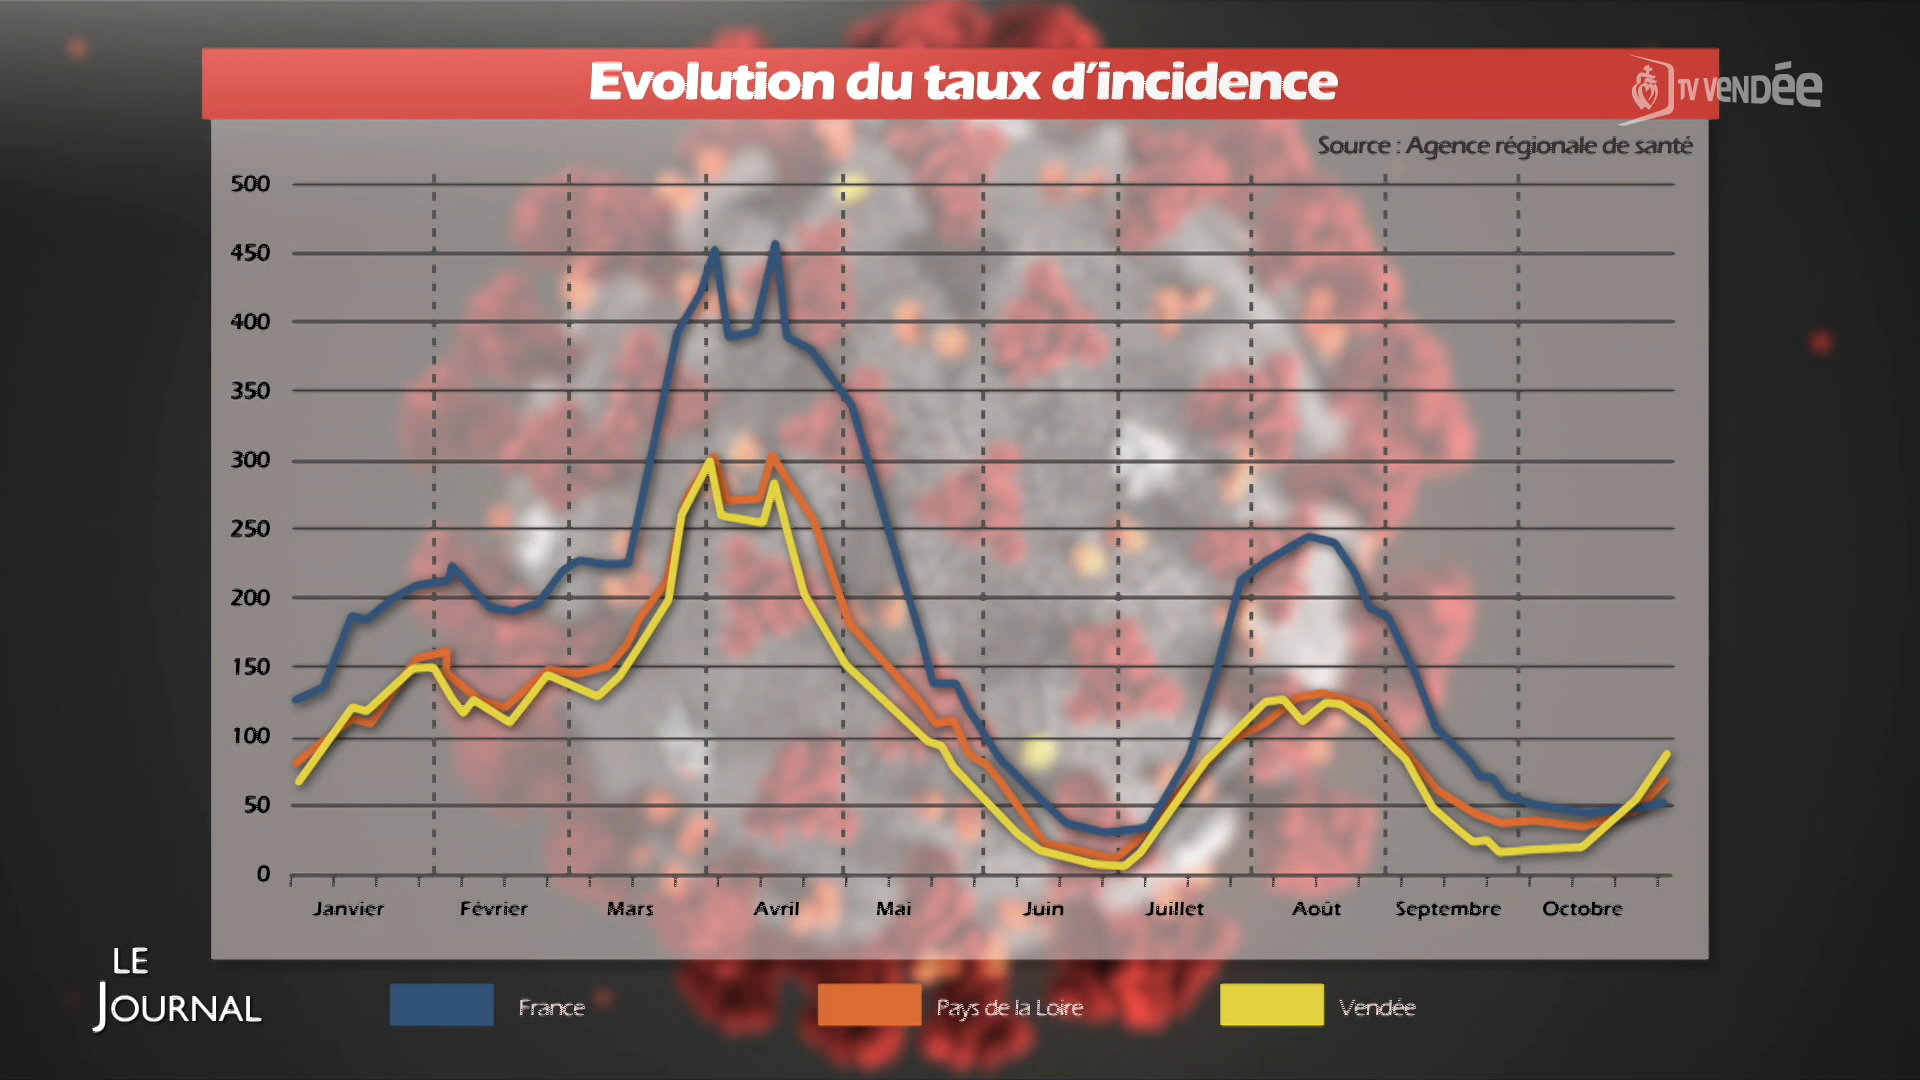 Evolution du taux d'incidence
TV VENDÉE
Source : Agence régionale de santé
500
450
400
350
300
250
200
150
100
50
0
Janvier Février Mars Avril Mai Juin Juillet Août Septembre Octobre
LE
JOURNAL
France Pays de la Loire Vendée